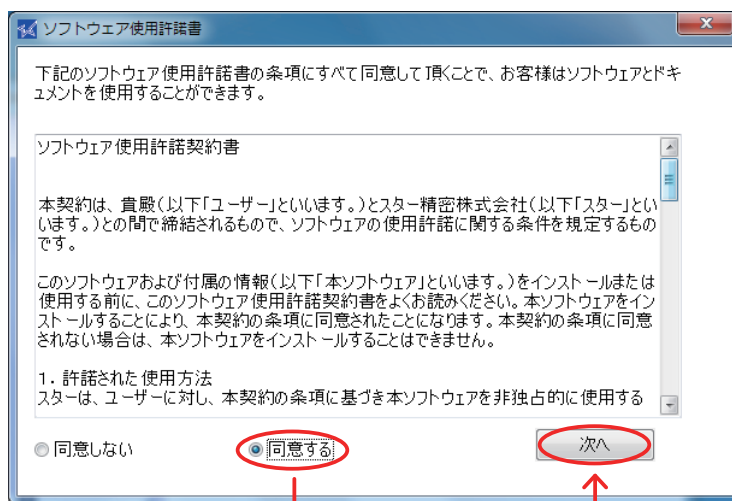 ソフトウェア使用許諾書
下記のソフトウェア使用許諾書の条項にすべて同意して頂くことで、お客様はソフトウェアとドキ
ュメントを使用することができます。
ソフトウェア使用許諾契約書
本契約は、貴殿(以下「ユーザー」といいます。)とスター精密株式会社(以下「スター」とい
います。)との間で締結されるもので、ソフトウェアの使用許諾に関する条件を規定するもの
です。
このソフトウェアおよび付属の情報(以下「本ソフトウェア」といいます。)をインストールまたは
使用する前に、このソフトウェア使用許諾契約書をよくお読みください。本ソフトウェアをイン
ストールすることにより、本契約の条項に同意されたことになります。本契約の条項に同意
されない場合は、本ソフトウェアをインストールすることはできません。
1. 許諾された使用方法
スターは、ユーザーに対し、本契約の条項に基づき本ソフトウェアを非独占的に使用する
同意しない 同意する 次へ